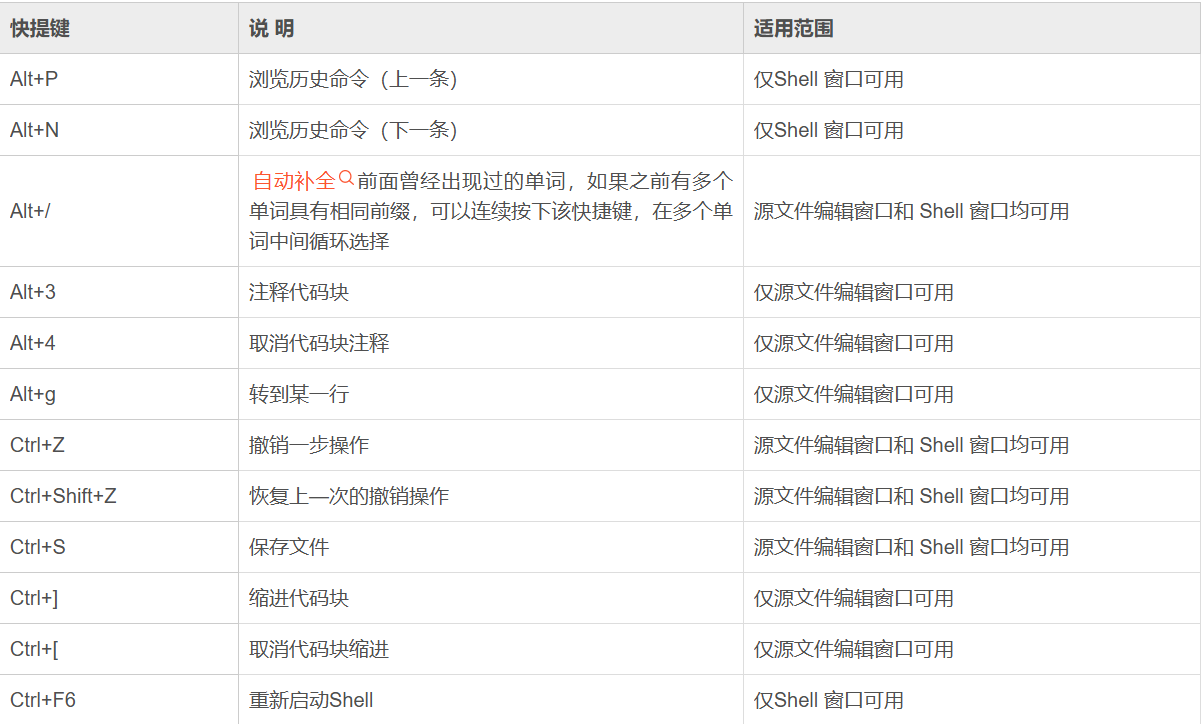 快提键 说 明 适用范围
Alt+P 浏览历史命令（上一条） 仅Shell 窗口可用
Alt+N 浏览历史命令（下一条） 仅Shell 窗口可用
自动补全 前面曾经出现过的单词，如果之前有多个
Alt+/ 单词具有相同前缀，可以连续按下该快捷键，在多个单 源文件编辑窗口和 Shell 窗口均可用
词中间循环选择
Alt+3 注释代码块 仅源文件编辑窗口可用
Alt+4 取消代码块注释 仅源文件编辑窗口可用
Alt+g 转到某一行 仅源文件编辑窗口可用
Ctrl+Z 撤销一步操作 源文件编辑窗口和 Shell 窗口均可用
Ctrl+Shift+Z 恢复上—次的撤销操作 源文件编辑窗口和 Shell 窗口均可用
Ctrl+S 保存文件 源文件编辑窗口和 Shell 窗口均可用
Ctrl+] 缩进代码块 仅源文件编辑窗口可用
Ctrl+[ 取消代码块缩进 仅源文件编辑窗口可用
Ctrl+F6 重新启动Shell 仅Shell 窗口可用